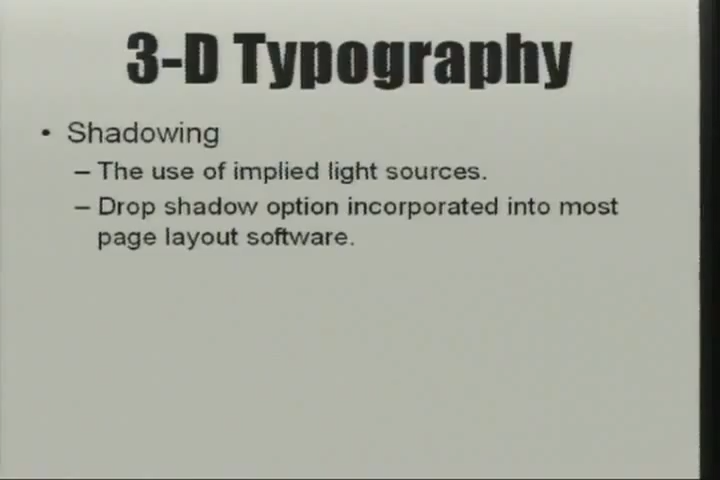 3-D Typography
• Shadowing
– The use of implied light sources.
– Drop shadow option incorporated into most
page layout software.